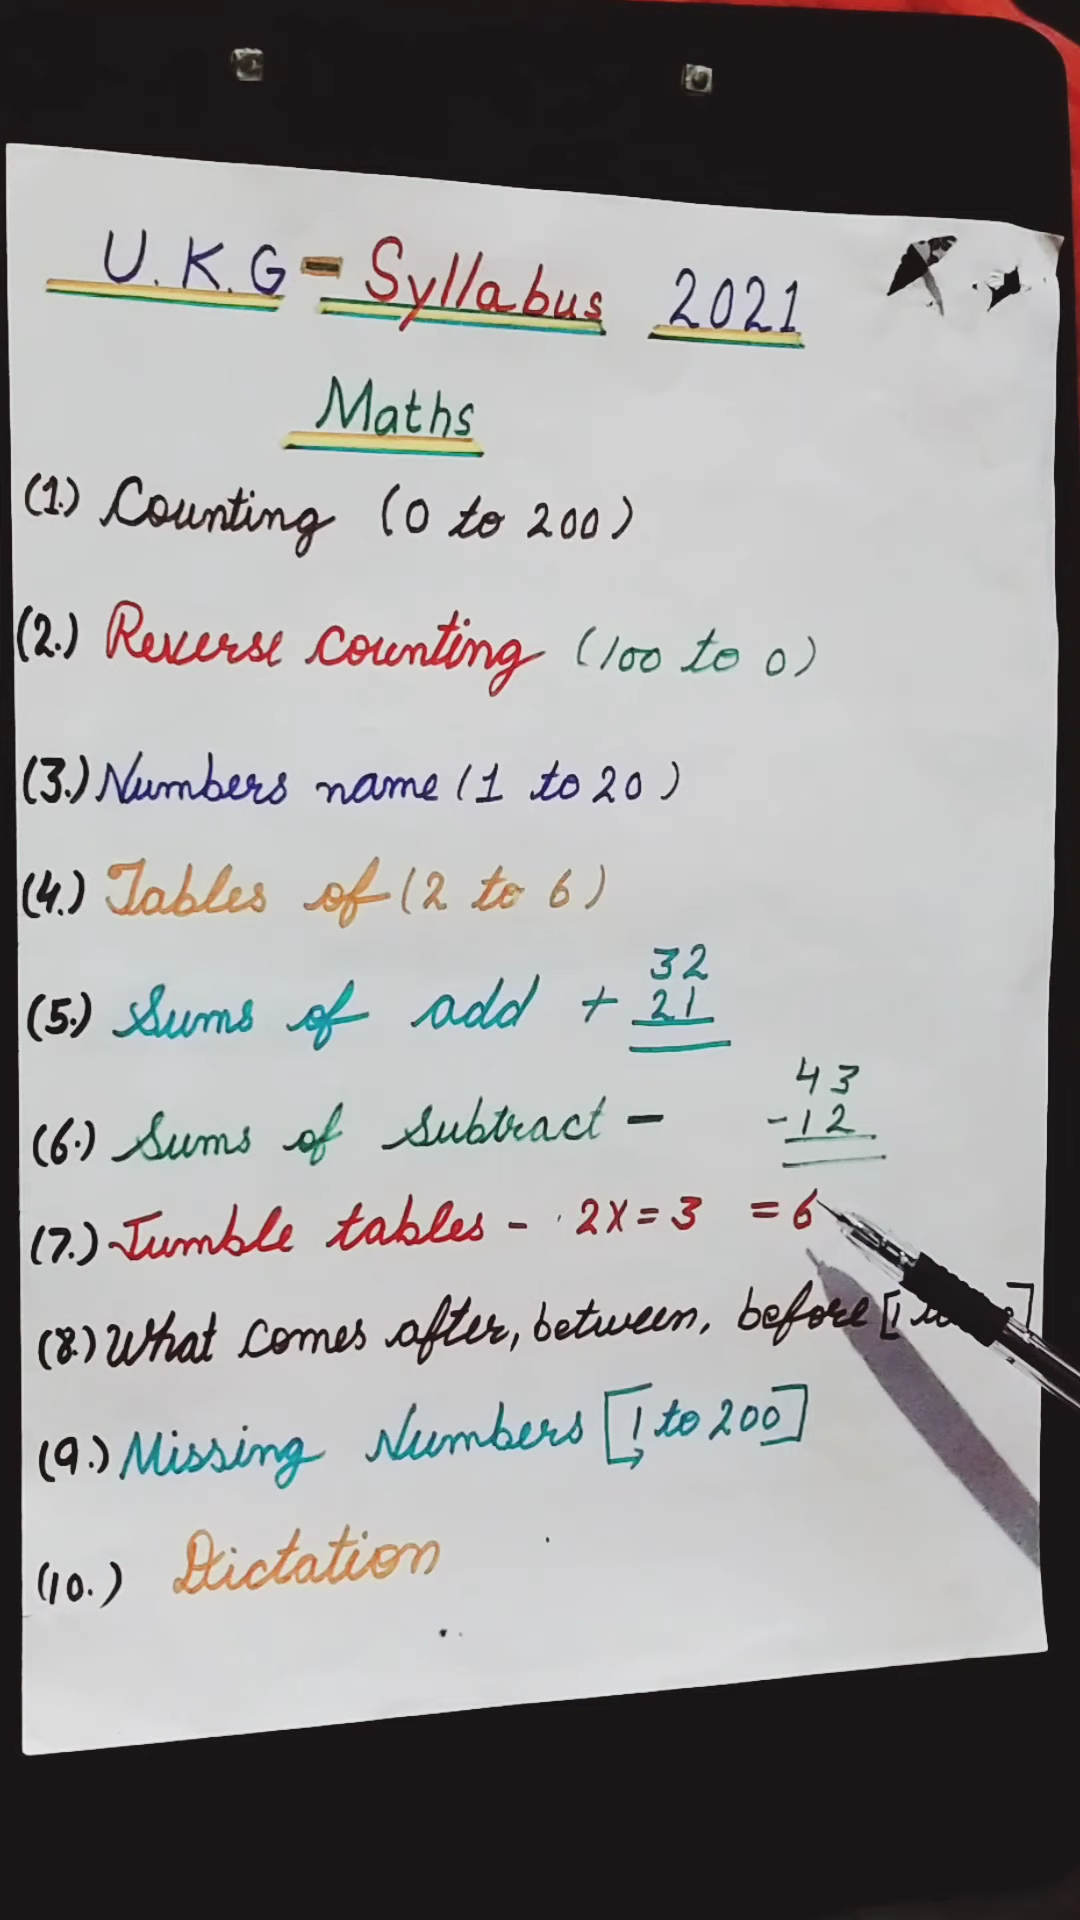 U.K.G - Syllabus 2021
Maths
(1.) Counting (0 to 200)
(2.) Reverse counting (100 to 0)
(3.) Numbers name (1 to 20)
(4.) Tables of (2 to 6)
32
(5.) Sums of add + 21
43
(6.) Sums of subtract - -12
(7.) Jumble tables - 2X=3 =6
(8.) What comes after, between, before [1
(9.) Missing Numbers [1 to 200]
(10.) Dictation